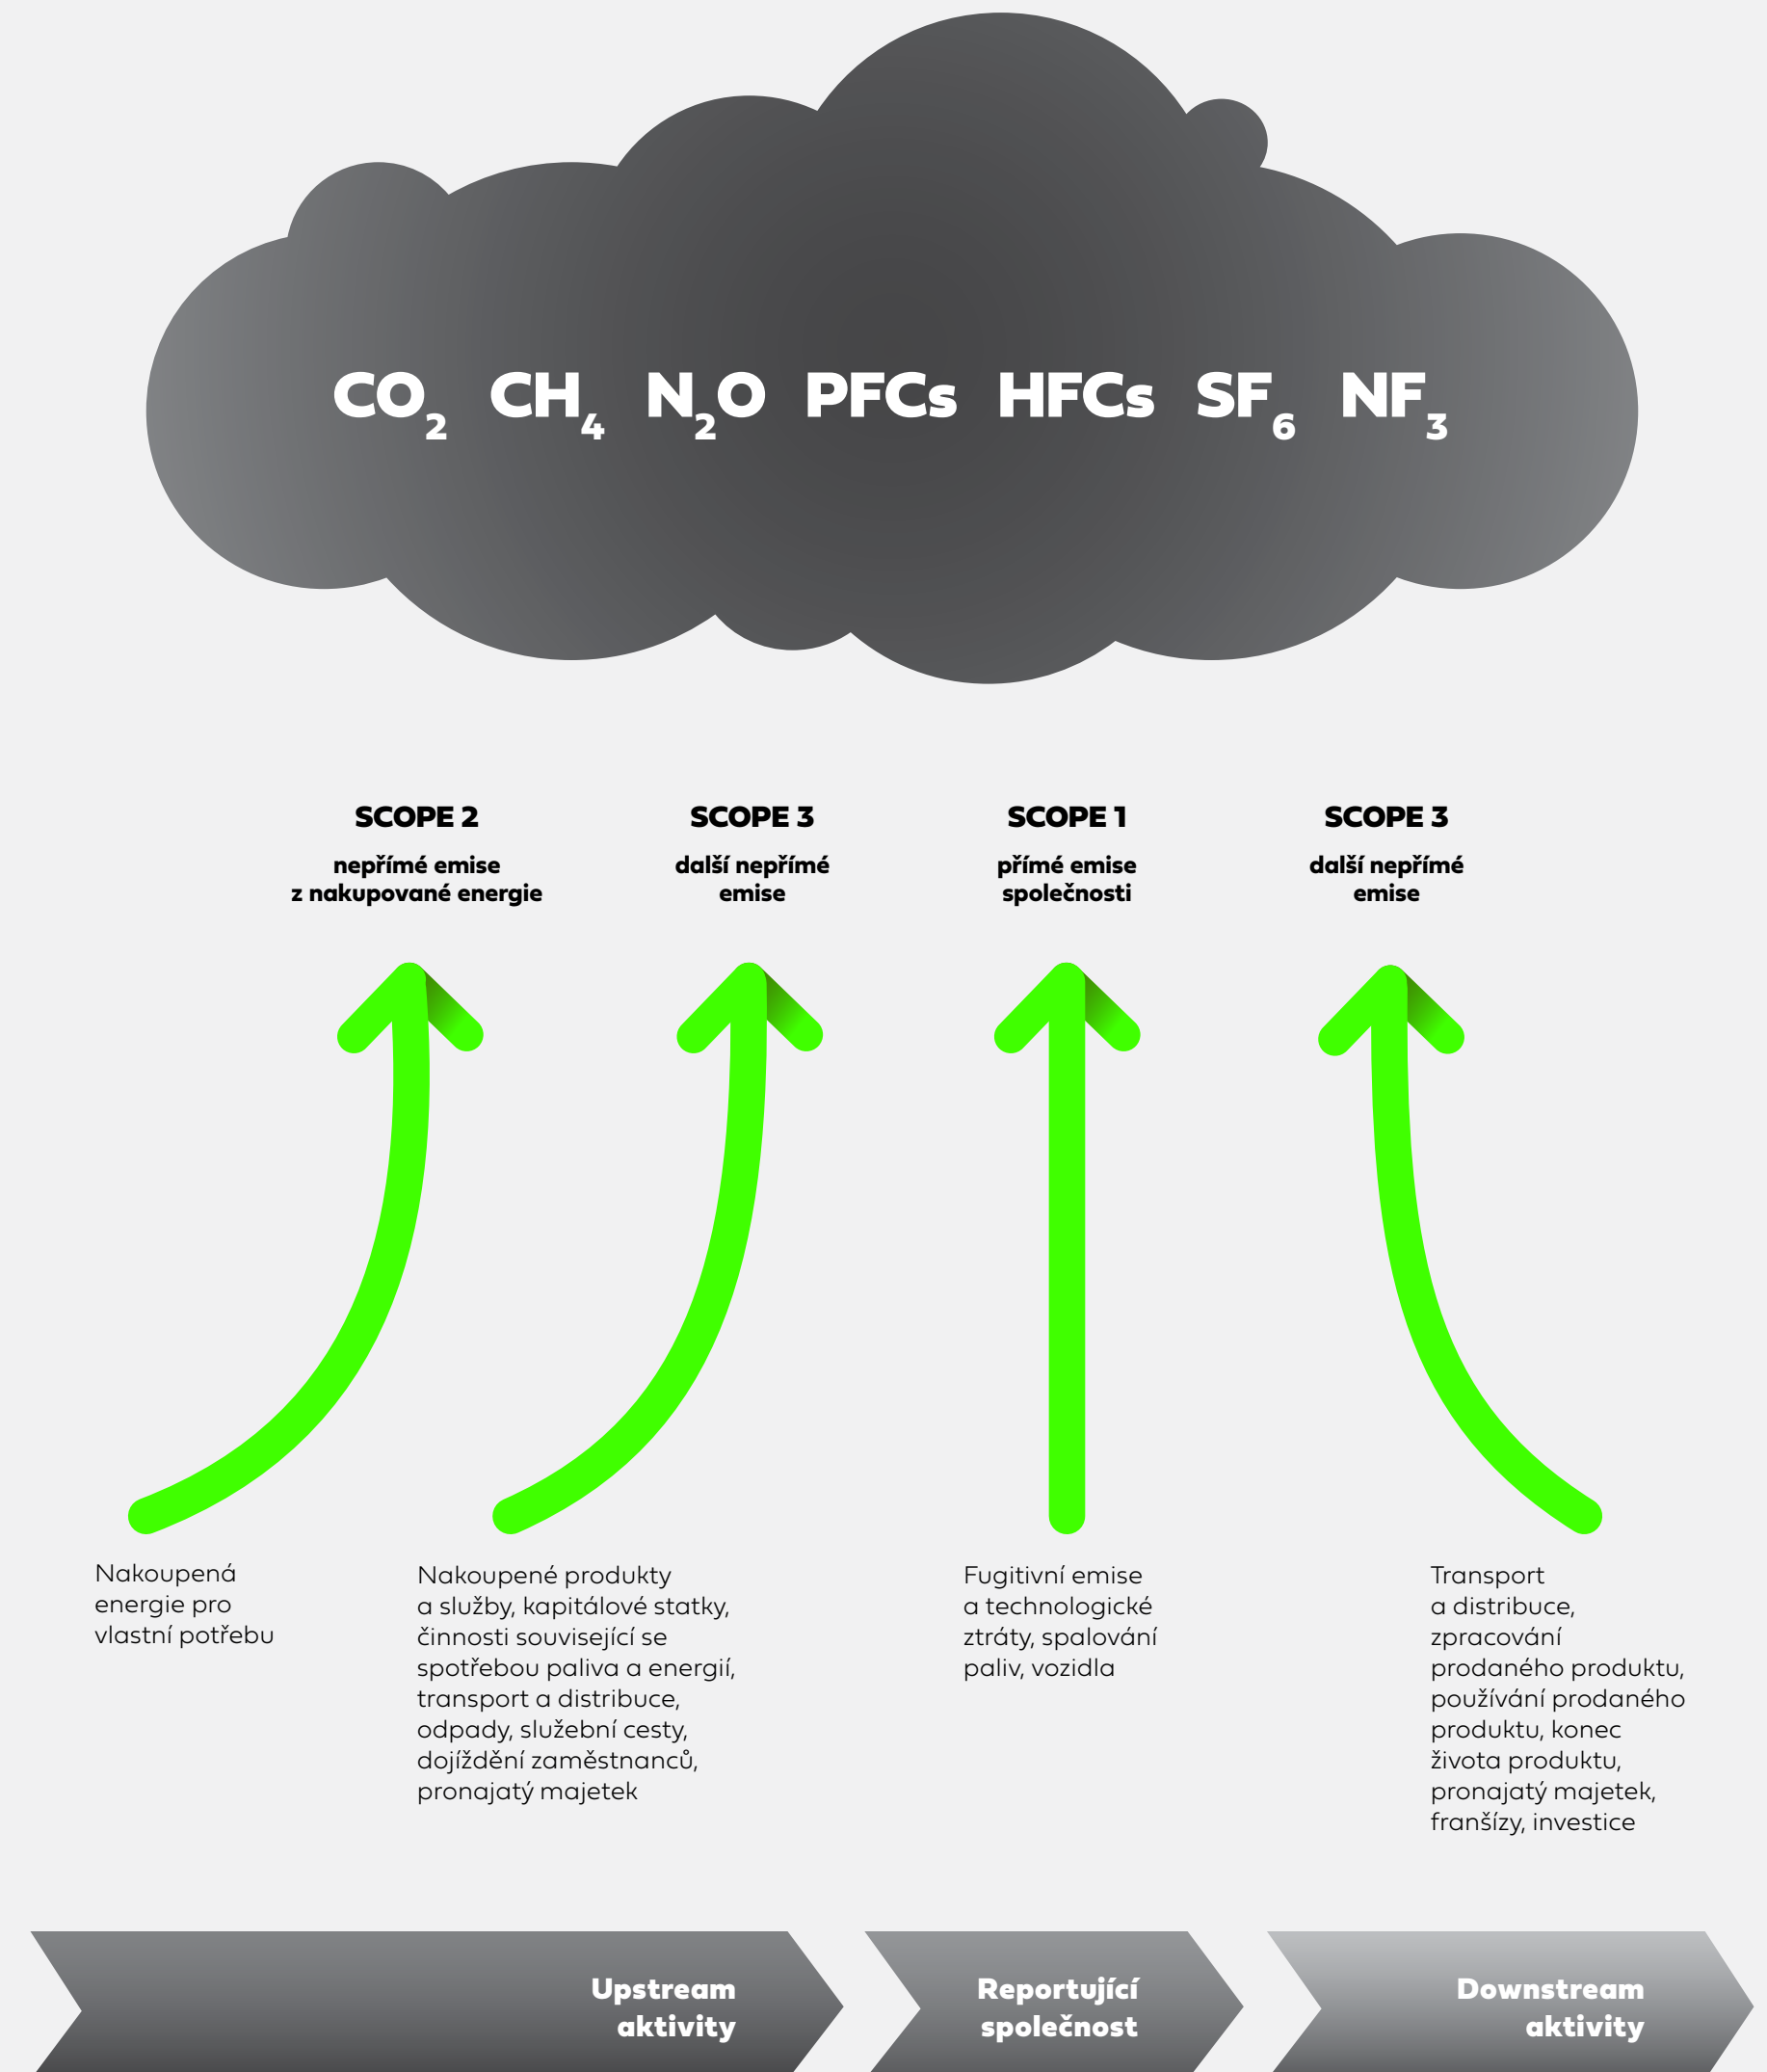 CO₂ CH₄ N₂O PFCs HFCs SF₆ NF₃
SCOPE 2
nepřímé emise
z nakupované energie
SCOPE 3
další nepřímé
emise
SCOPE 1
přímé emise
společnosti
SCOPE 3
další nepřímé
emise
Nakoupená
energie pro
vlastní potřebu
Nakoupené produkty
a služby, kapitálové statky,
činnosti související se
spotřebou paliva a energií,
transport a distribuce,
odpady, služební cesty,
dojíždění zaměstnanců,
pronajatý majetek
Fugitivní emise
a technologické
ztráty, spalování
paliv, vozidla
Transport
a distribuce,
zpracování
prodaného produktu,
používání prodaného
produktu, konec
života produktu,
pronajatý majetek,
franšízy, investice
Upstream
aktivity
Reportující
společnost
Downstream
aktivity